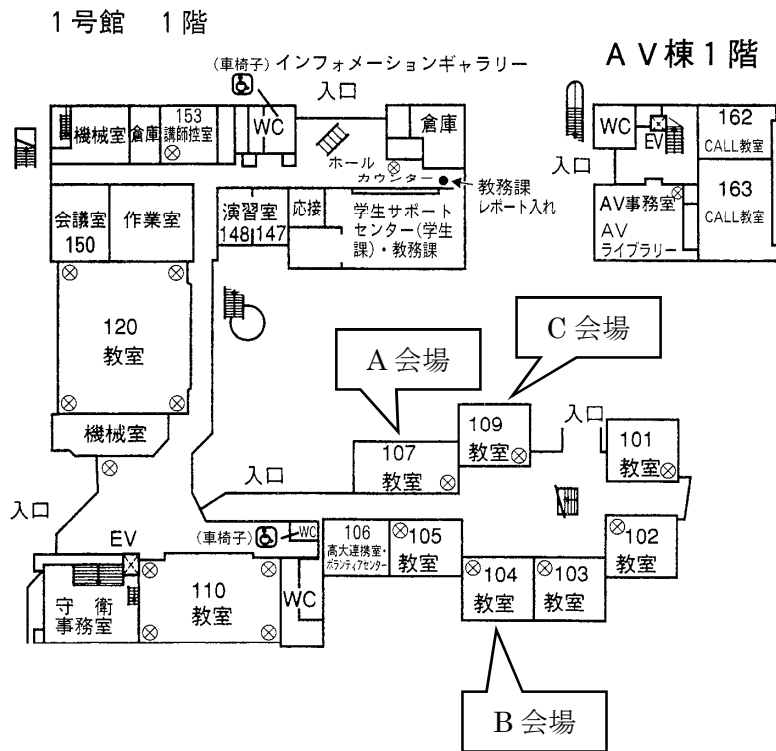 1号館 1階
AV棟1階
(車椅子)インフォメーションギャラリー
入口
機械室
倉庫
153
講師控室
WC
倉庫
ホール
カウンター
教務課
レポート入れ
会議室
150
作業室
演習室
148
147
応接
学生サポート
センター(学生
課)・教務課
WC
EV
162
CALL教室
入口
163
CALL教室
AV事務室
AV
ライブラリー
120
教室
機械室
A 会場
C 会場
107
教室
109
教室
入口
101
教室
入口
入口
EV
(車椅子)
WC
106
高大連携室・
ボランティアセンター
105
教室
102
教室
104
教室
103
教室
守衛
事務室
110
教室
WC
B 会場